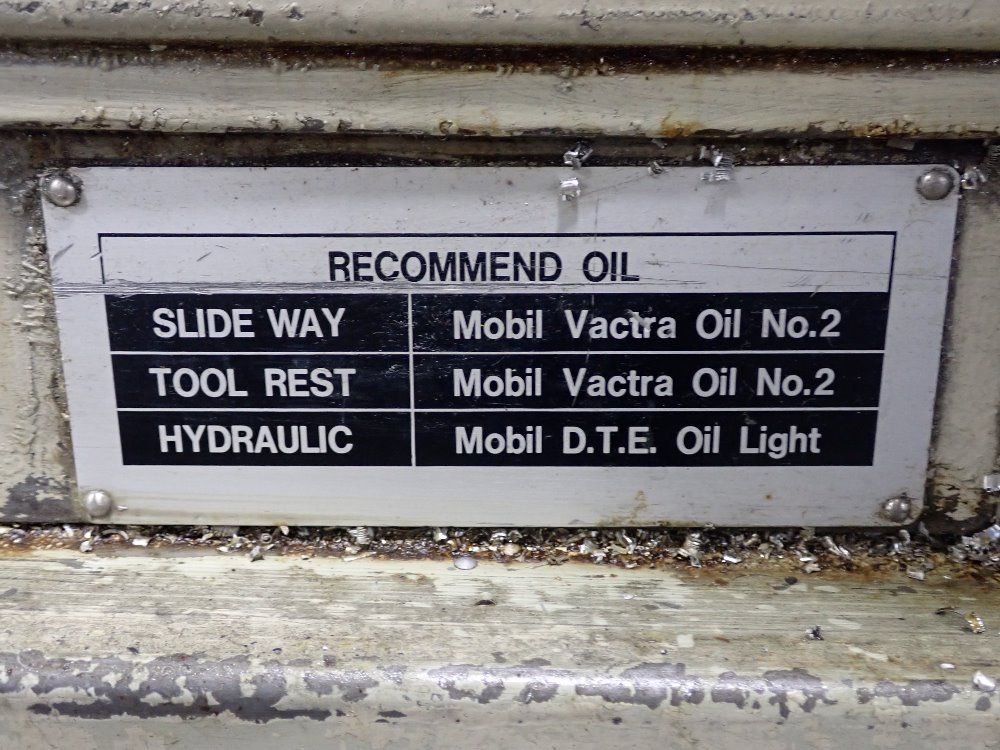 RECOMMEND OIL
SLIDE WAY Mobil Vactra Oil No.2
TOOL REST Mobil Vactra Oil No.2
HYDRAULIC Mobil D.T.E. Oil Light